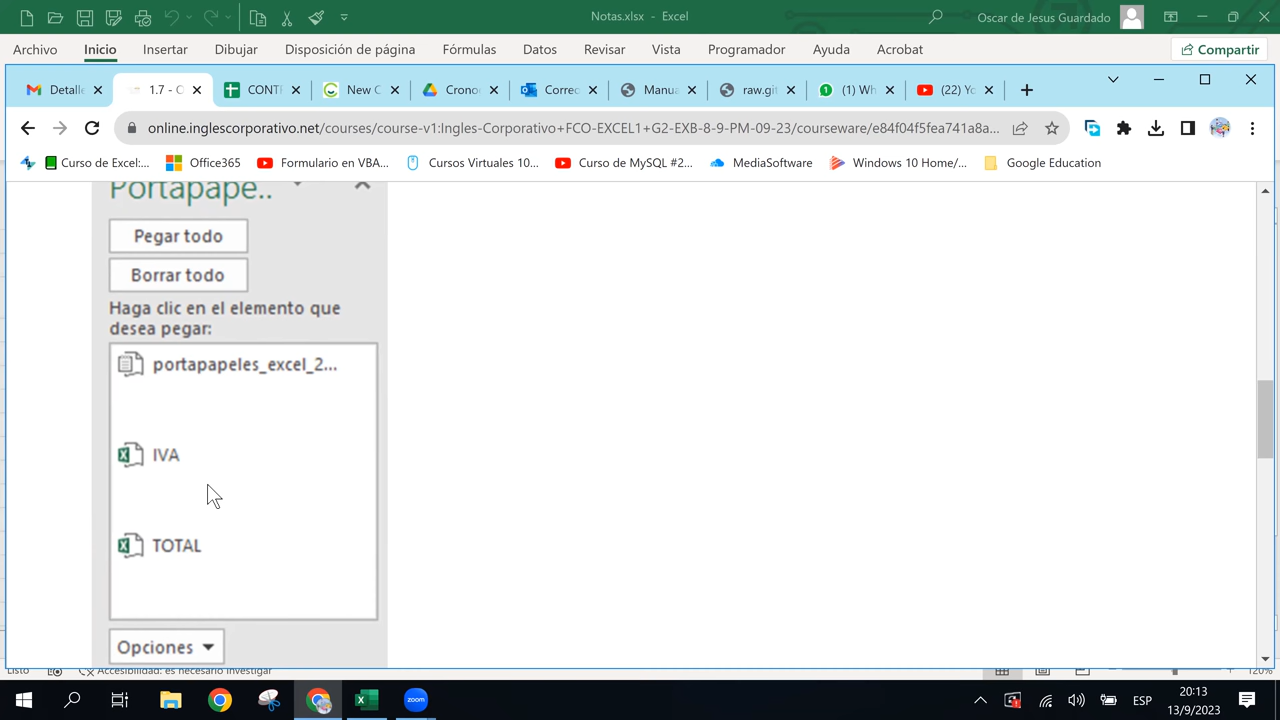 Notas.xlsx - Excel
Oscar de Jesus Guardado
Archivo Inicio Insertar Dibujar Disposición de página Fórmulas Datos Revisar Vista Programador Ayuda Acrobat Compartir
Detalle 1.7 - C CONTI New C Crono Correc Manua raw.git (1) Wh (22) Yo
online.inglescorporativo.net/courses/course-v1:Ingles-Corporativo+FCO-EXCEL1+G2-EXB-8-9-PM-09-23/courseware/e84f04f5fea741a8a...
Curso de Excel:... Office365 Formulario en VBA... Cursos Virtuales 10... Curso de MySQL #2... MediaSoftware Windows 10 Home/... Google Education
Portapape..
Pegar todo
Borrar todo
Haga clic en el elemento que
desea pegar:
portapapeles_excel_2...
IVA
TOTAL
Opciones
Listo Accesibilidad: es necesario investigar 120%
zoom
ESP
20:13
13/9/2023